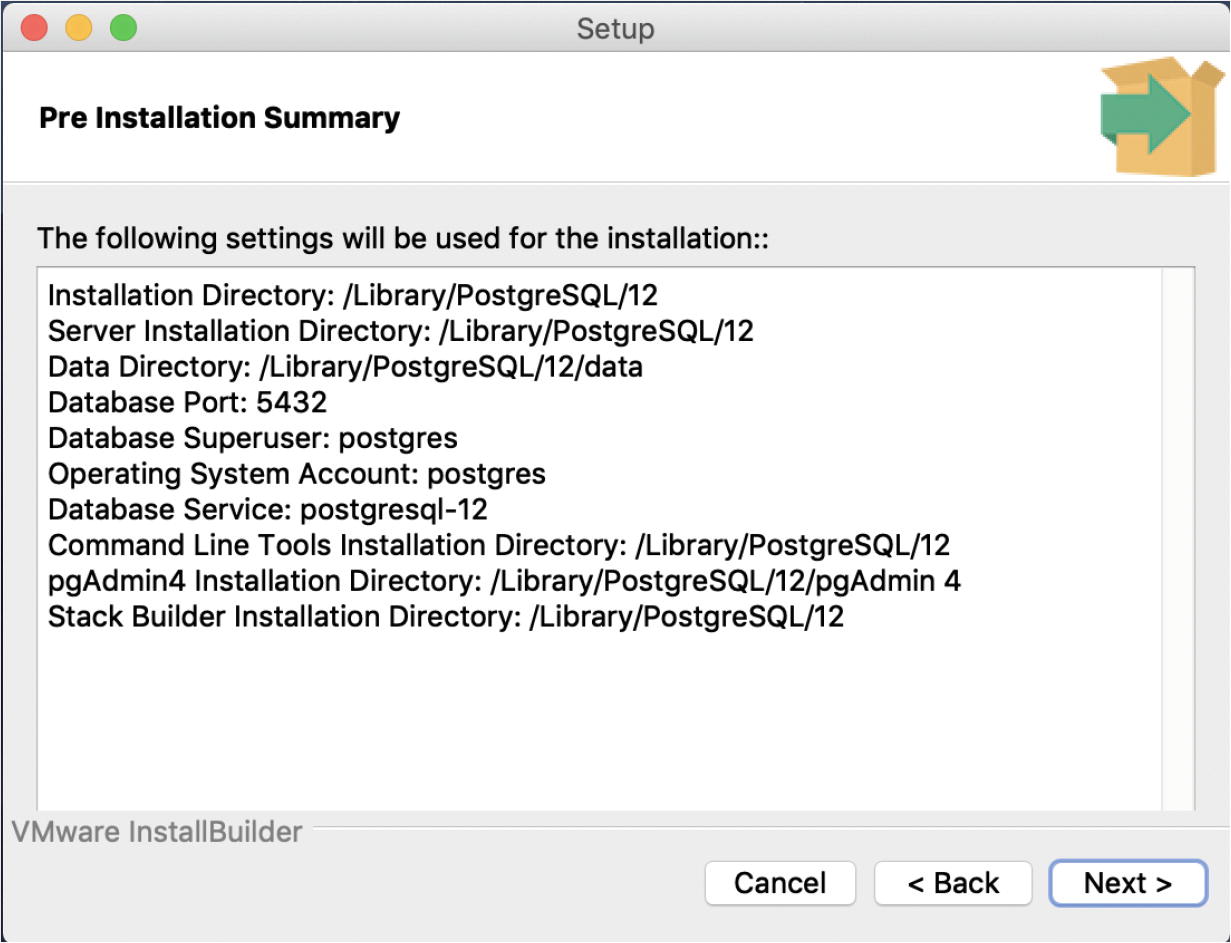 Setup
Pre Installation Summary
The following settings will be used for the installation::
Installation Directory: /Library/PostgreSQL/12
Server Installation Directory: /Library/PostgreSQL/12
Data Directory: /Library/PostgreSQL/12/data
Database Port: 5432
Database Superuser: postgres
Operating System Account: postgres
Database Service: postgresql-12
Command Line Tools Installation Directory: /Library/PostgreSQL/12
pgAdmin4 Installation Directory: /Library/PostgreSQL/12/pgAdmin 4
Stack Builder Installation Directory: /Library/PostgreSQL/12
VMware InstallBuilder
Cancel < Back Next >